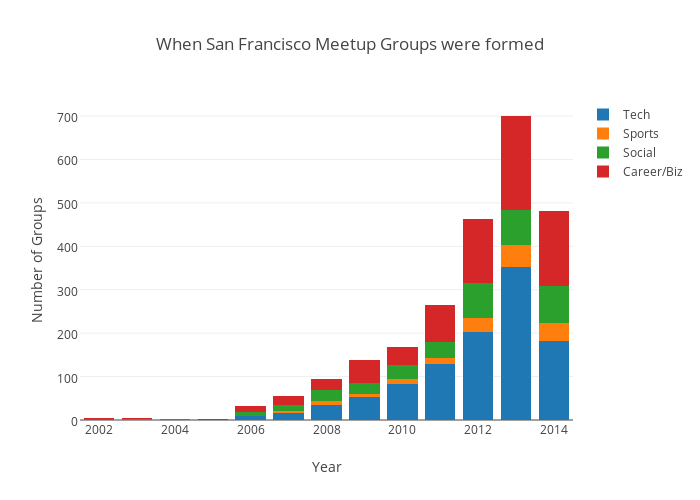 When San Francisco Meetup Groups were formed
700
600
500
400
300
200
100
0
Number of Groups
2002 2004 2006 2008 2010 2012 2014
Year
Tech
Sports
Social
Career/Biz